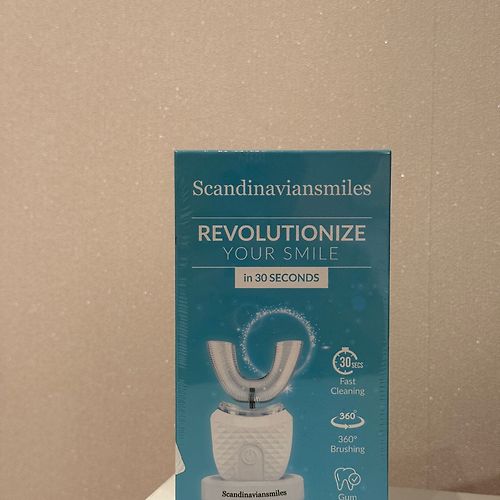 Scandinaviansmiles
REVOLUTIONIZE
YOUR SMILE
in 30 SECONDS
30 SECS
Fast
Cleaning
360°
360°
Brushing
Gum
Scandinaviansmiles